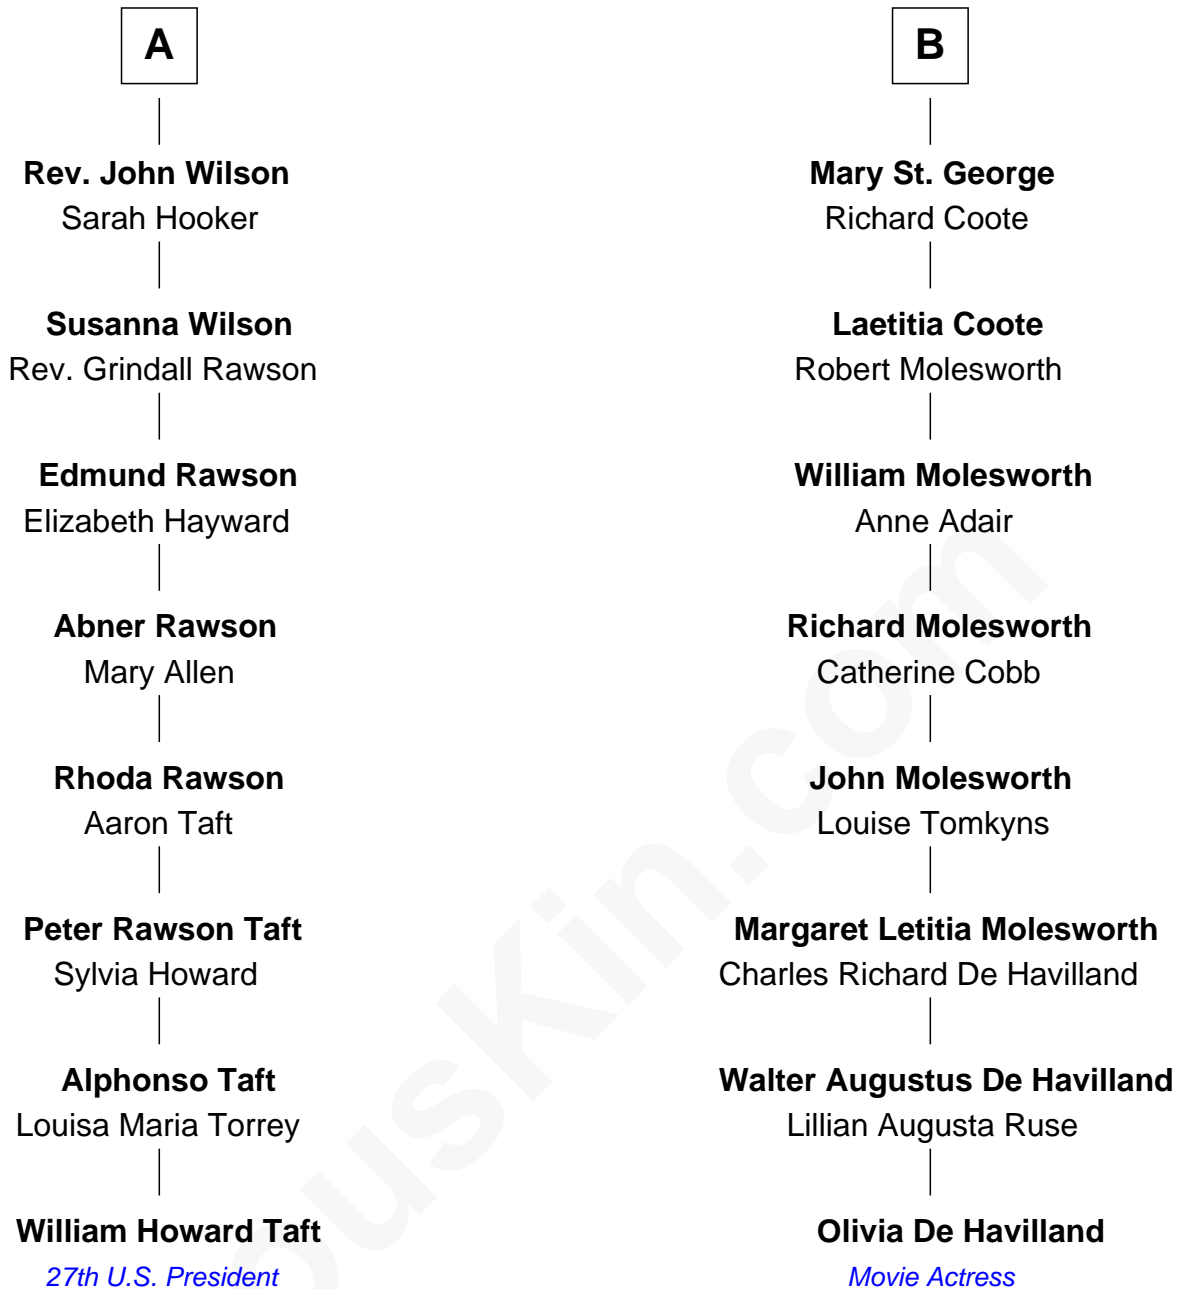 A
Rev. John Wilson
Sarah Hooker
Susanna Wilson
Rev. Grindall Rawson
Edmund Rawson
Elizabeth Hayward
Abner Rawson
Mary Allen
Rhoda Rawson
Aaron Taft
Peter Rawson Taft
Sylvia Howard
Alphonso Taft
Louisa Maria Torrey
William Howard Taft
27th U.S. President
B
Mary St. George
Richard Coote
Laetitia Coote
Robert Molesworth
William Molesworth
Anne Adair
Richard Molesworth
Catherine Cobb
John Molesworth
Louise Tomkyns
Margaret Letitia Molesworth
Charles Richard De Havilland
Walter Augustus De Havilland
Lillian Augusta Ruse
Olivia De Havilland
Movie Actress
ousKin.com